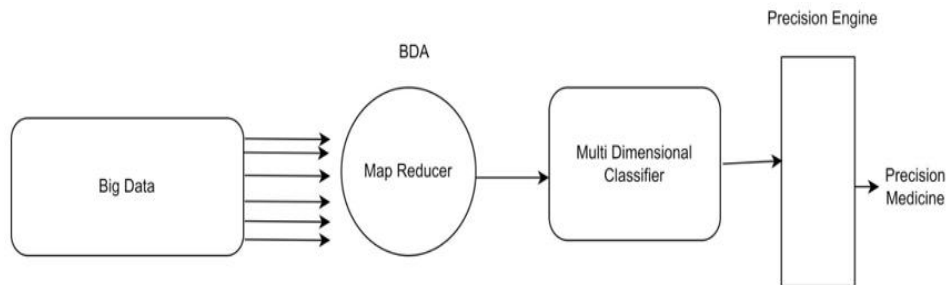 Precision Engine
BDA
Big Data
Map Reducer
Multi Dimensional
Classifier
Precision
Medicine